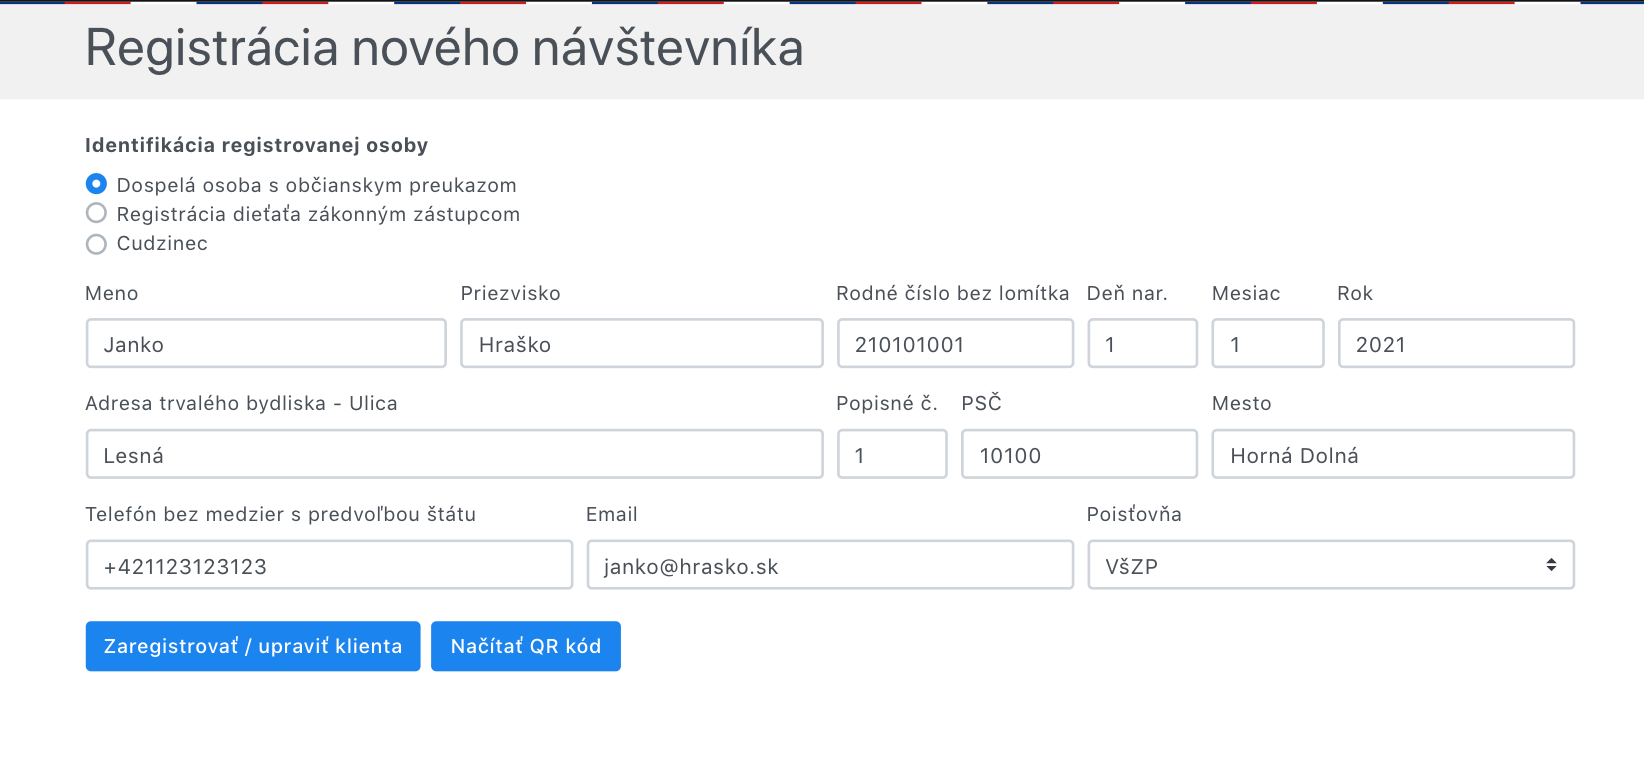 Registrácia nového návštevníka
Identifikácia registrovanej osoby
Dospelá osoba s občianskym preukazom
Registrácia dieťaťa zákonným zástupcom
Cudzinec
Meno Priezvisko Rodné číslo bez lomítka Deň nar. Mesiac Rok
Janko Hraško 210101001 1 1 2021
Adresa trvalého bydliska - Ulica Popisné č. PSČ Mesto
Lesná 1 10100 Horná Dolná
Telefón bez medzier s predvoľbou štátu Email Poisťovňa
+421123123123 janko@hrasko.sk VšZP
Zaregistrovať / upraviť klienta Načítať QR kód